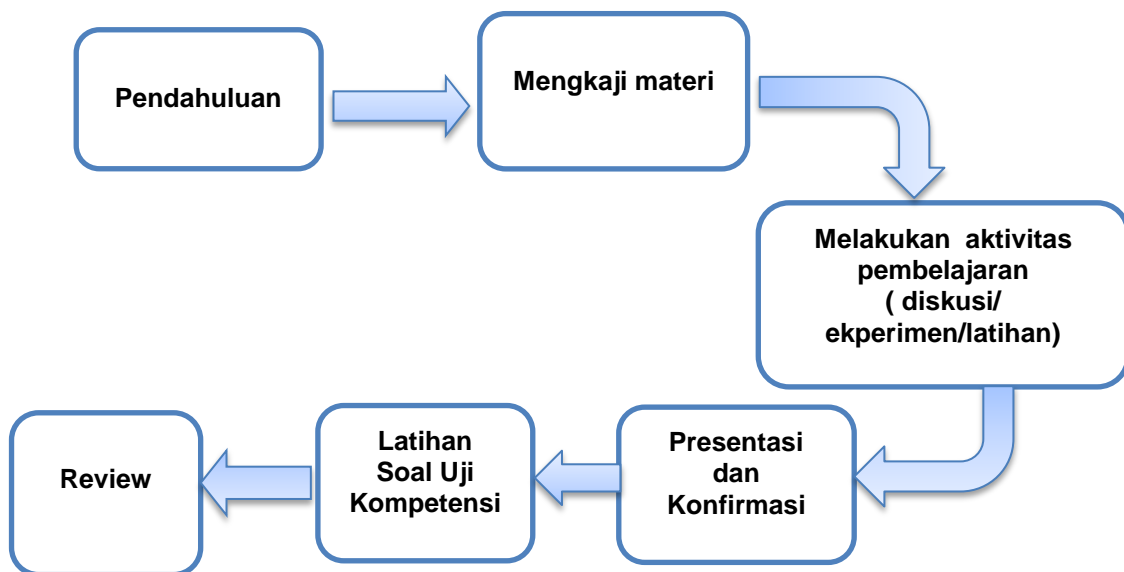 Pendahuluan
Mengkaji materi
Melakukan aktivitas
pembelajaran
( diskusi/
ekperimen/latihan)
Presentasi
dan
Konfirmasi
Latihan
Soal Uji
Kompetensi
Review